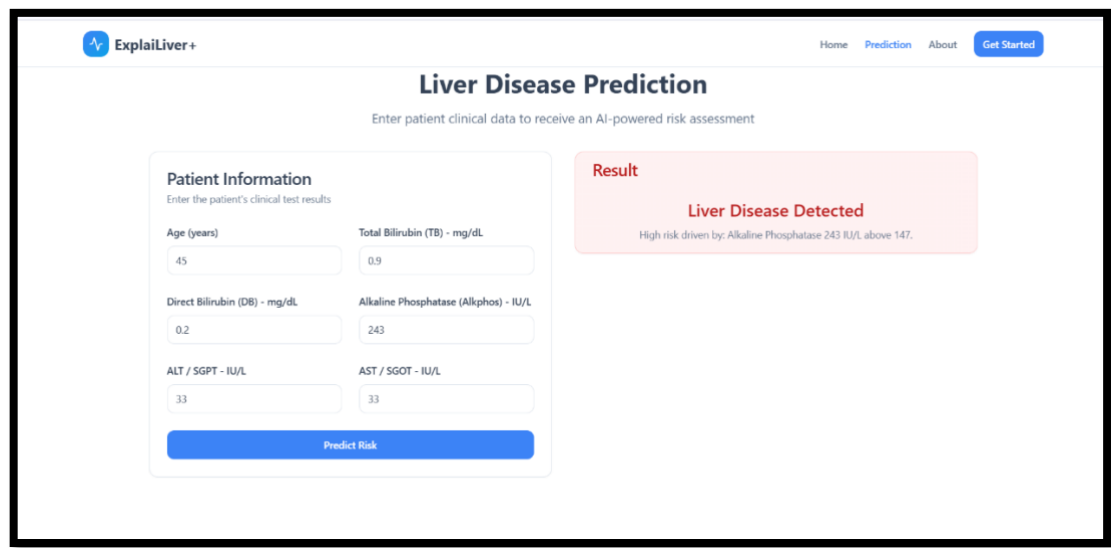 ExplaiLiver+
Home Prediction About Get Started
Liver Disease Prediction
Enter patient clinical data to receive an AI-powered risk assessment
Patient Information
Enter the patient's clinical test results
Age (years) Total Bilirubin (TB) - mg/dL
45 0.9
Direct Bilirubin (DB) - mg/dL Alkaline Phosphatase (Alkphos) - IU/L
0.2 243
ALT / SGPT - IU/L AST / SGOT - IU/L
33 33
Predict Risk
Result
Liver Disease Detected
High risk driven by: Alkaline Phosphatase 243 IU/L above 147.